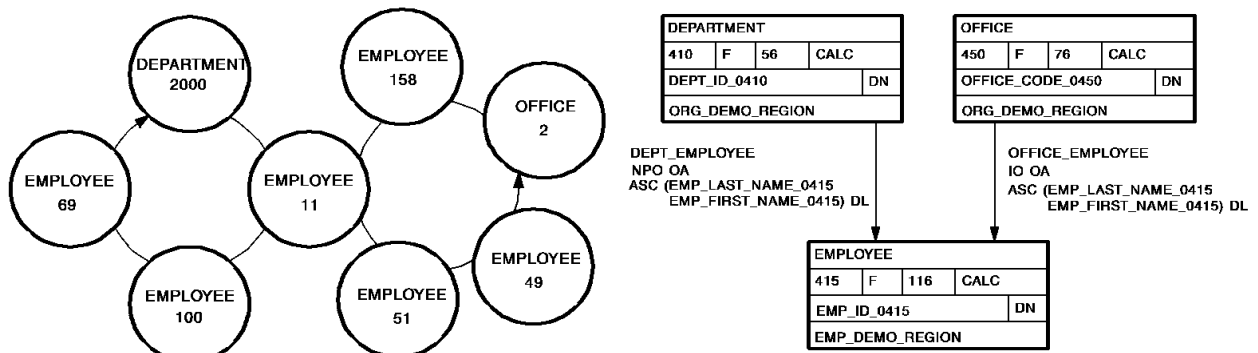 DEPARTMENT
2000
EMPLOYEE
158
OFFICE
2
EMPLOYEE
69
EMPLOYEE
11
EMPLOYEE
100
EMPLOYEE
51
EMPLOYEE
49
DEPARTMENT
410 F 56 CALC
DEPT_ID_0410 DN
ORG_DEMO_REGION
OFFICE
450 F 76 CALC
OFFICE_CODE_0450 DN
ORG_DEMO_REGION
DEPT_EMPLOYEE
NPO OA
ASC (EMP_LAST_NAME_0415
EMP_FIRST_NAME_0415) DL
OFFICE_EMPLOYEE
IO OA
ASC (EMP_LAST_NAME_0415
EMP_FIRST_NAME_0415) DL
EMPLOYEE
415 F 116 CALC
EMP_ID_0415 DN
EMP_DEMO_REGION